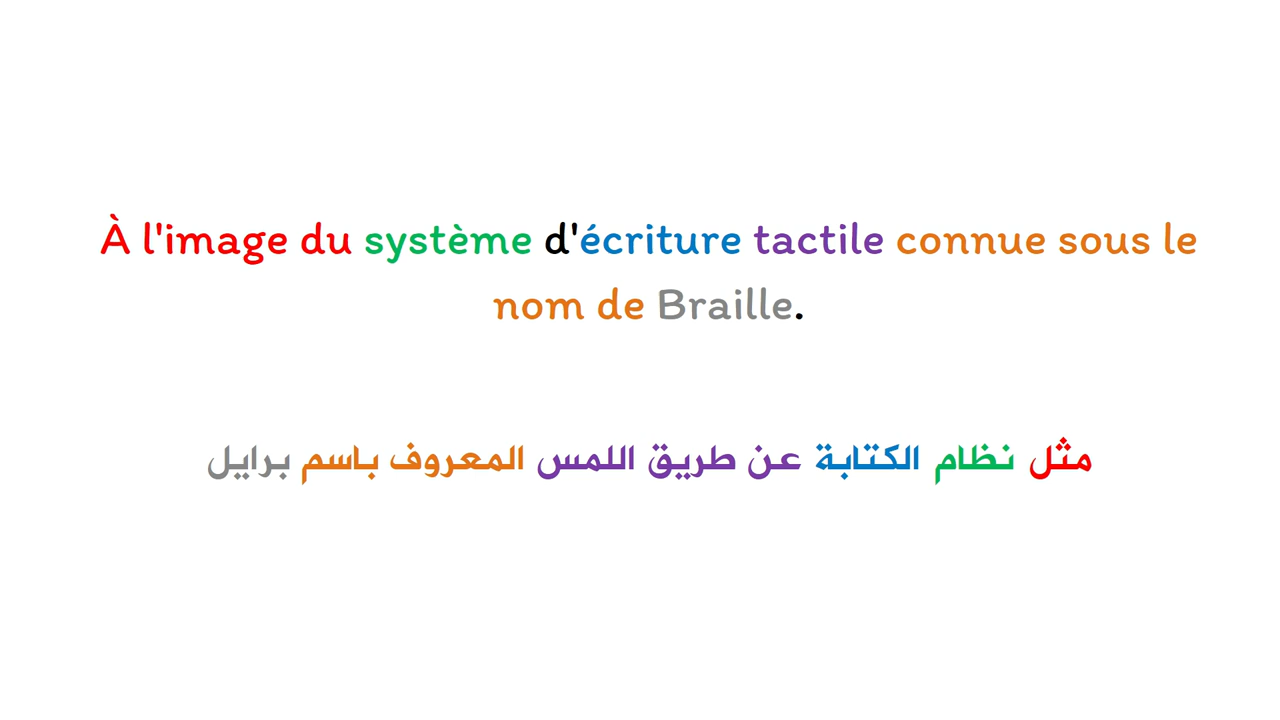 À l'image du système d'écriture tactile connue sous le
nom de Braille.
مثل نظام الكتابة عن طريق اللمس المعروف باسم برايل